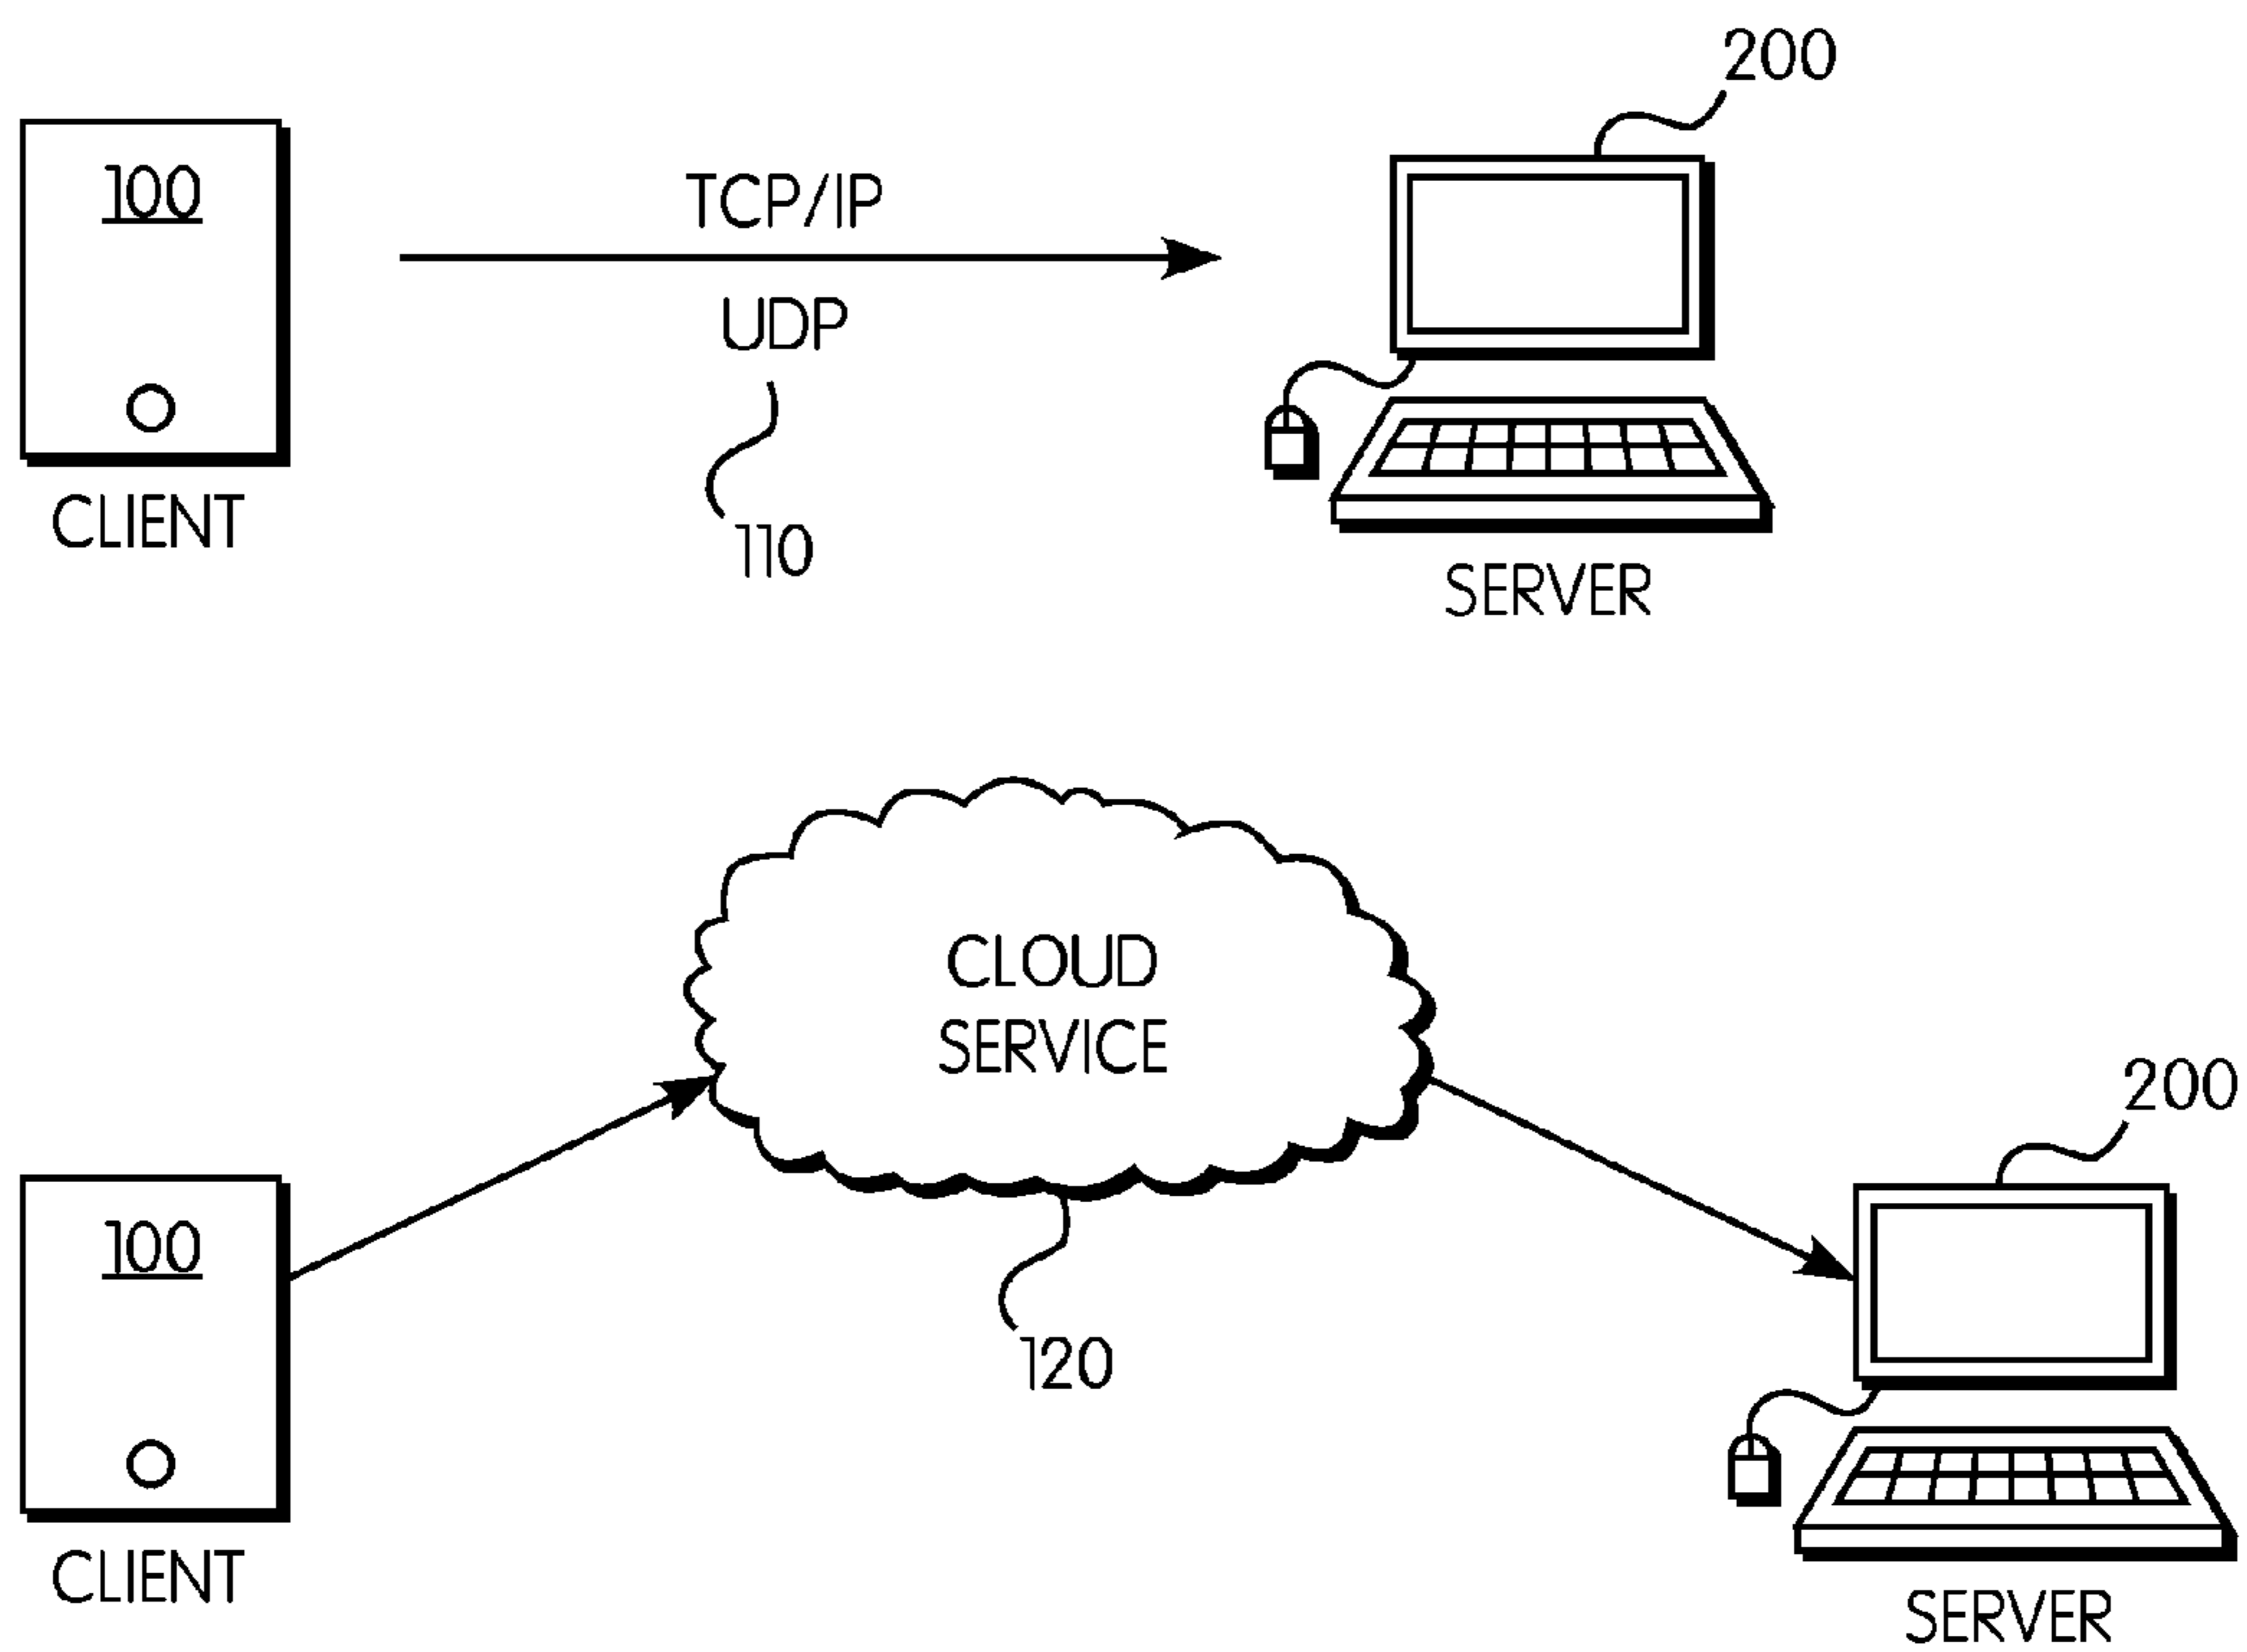 200
100
TCP/IP
UDP
CLIENT
110
SERVER
CLOUD
SERVICE
200
100
120
CLIENT
SERVER